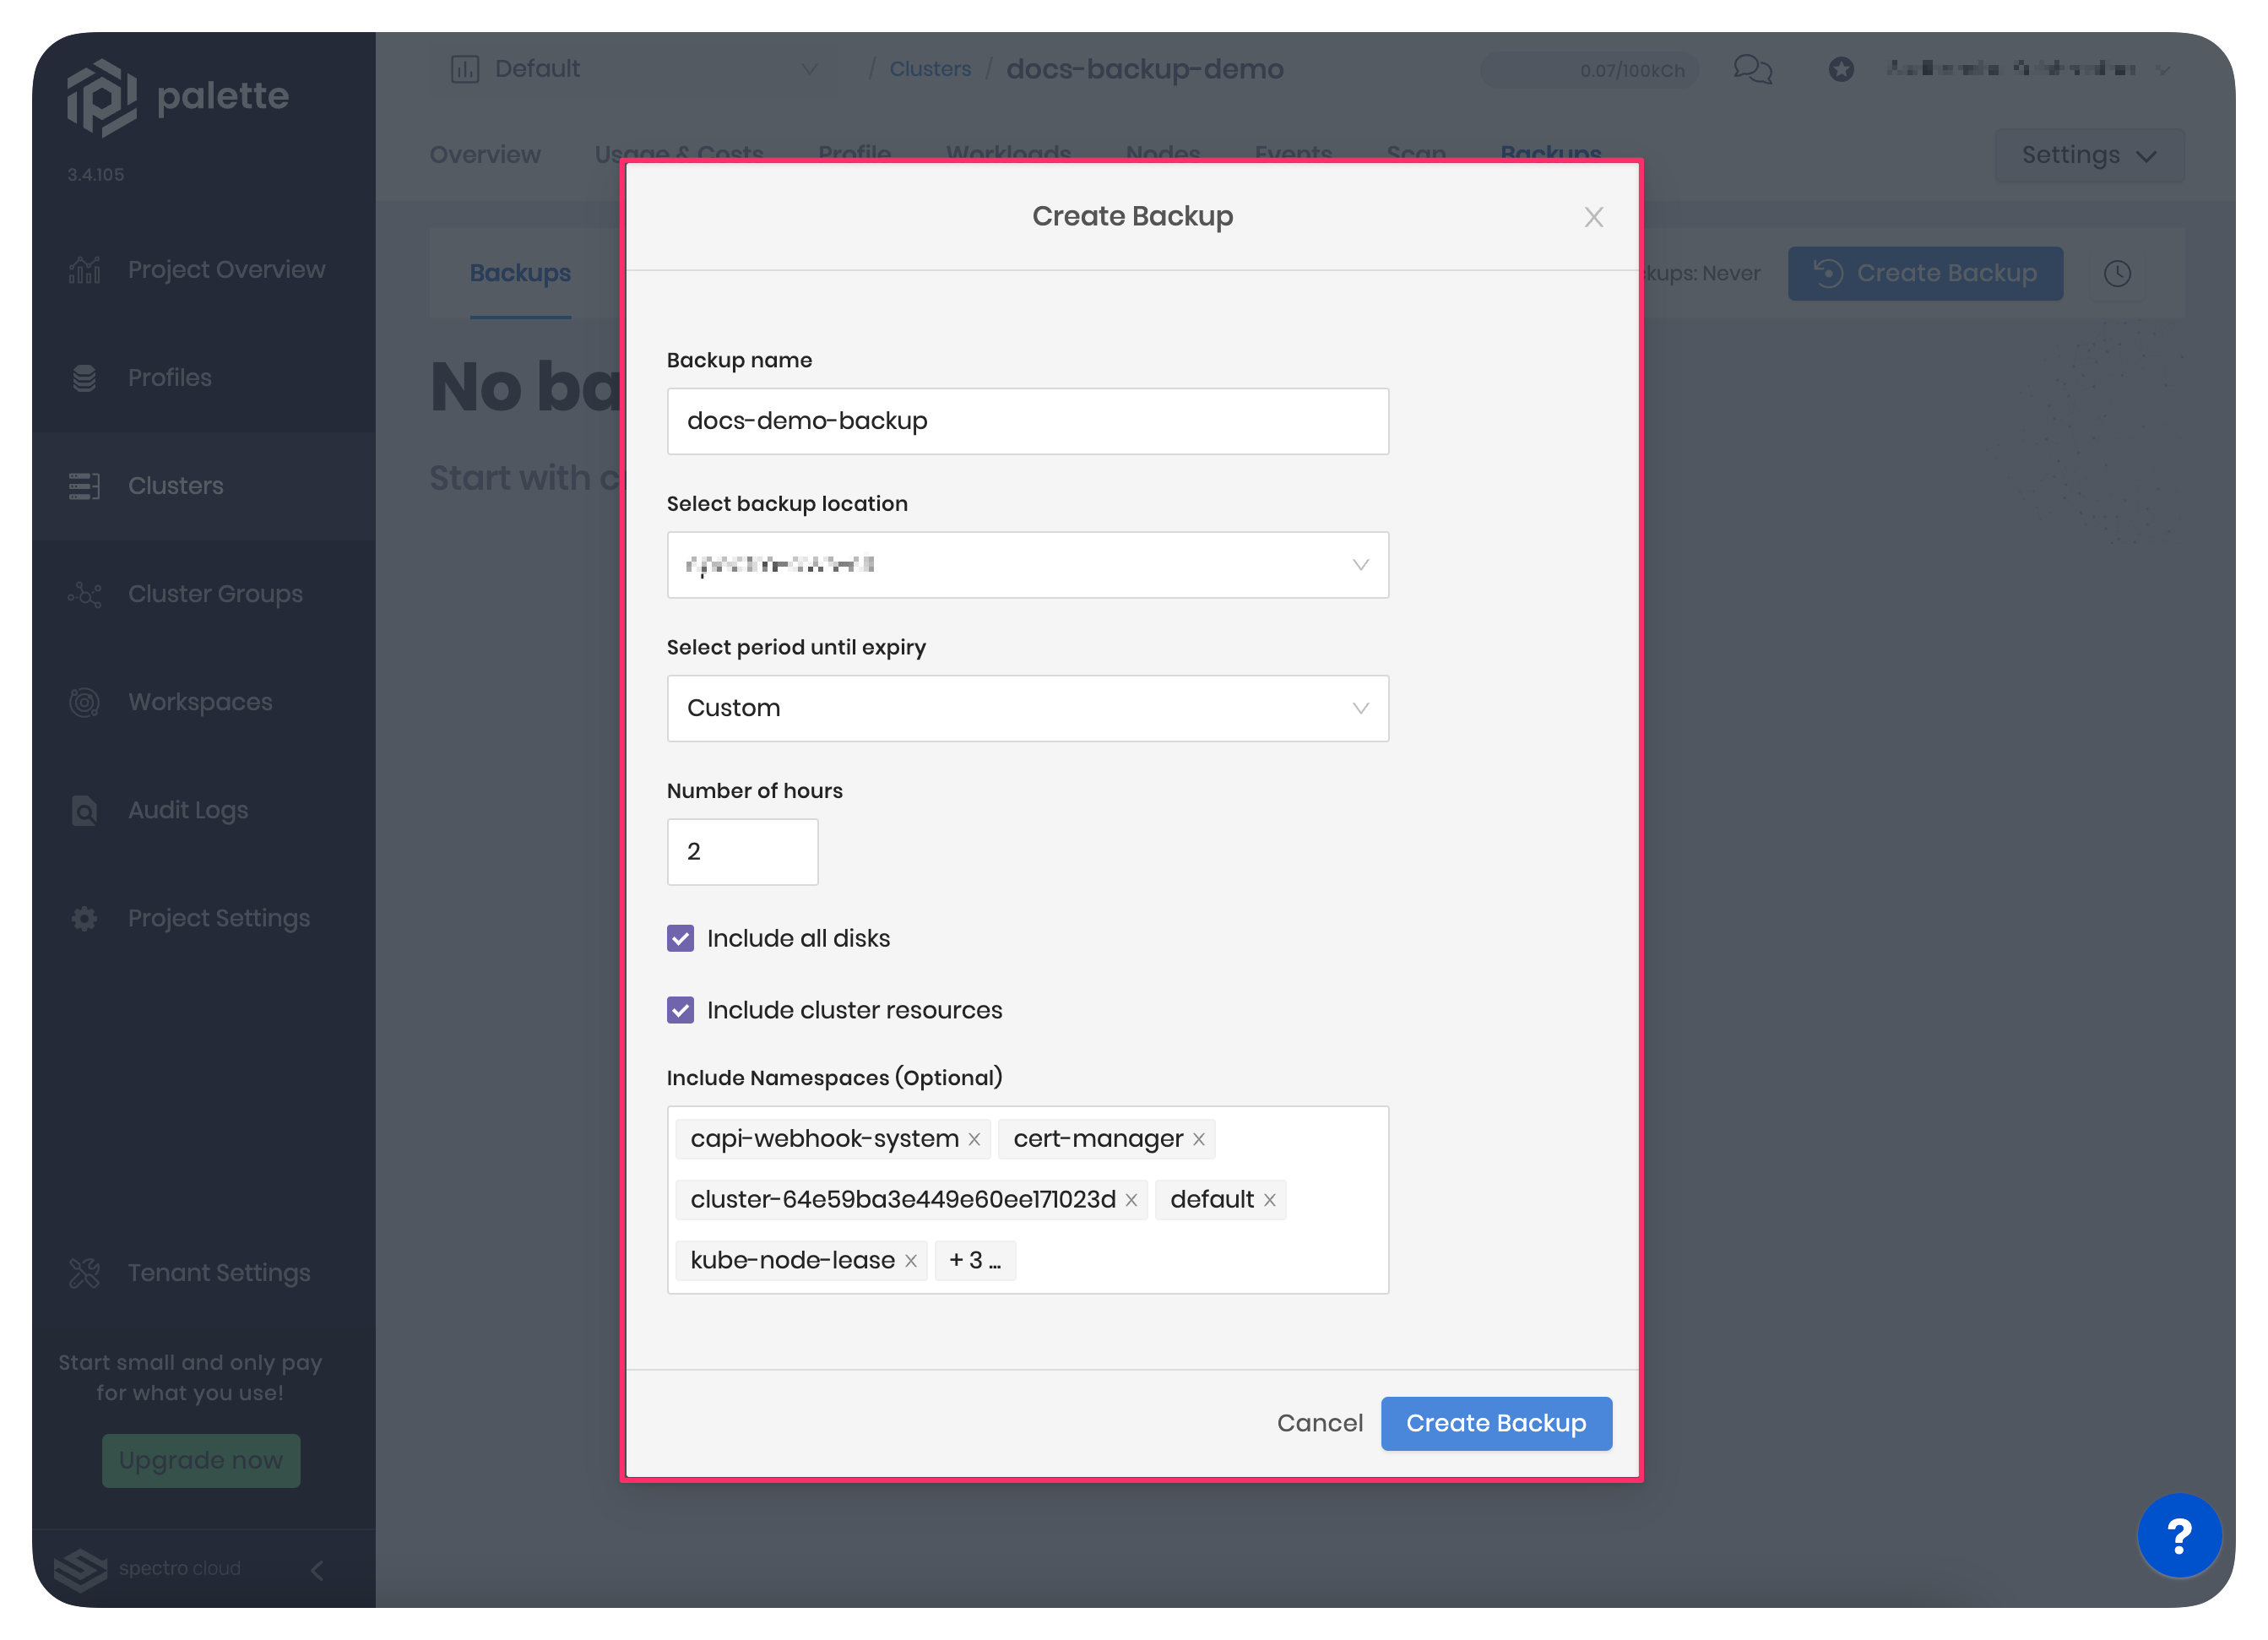 palette
3.4.105
Project Overview
Profiles
Clusters
Cluster Groups
Workspaces
Audit Logs
Project Settings
Tenant Settings
Start small and only pay
for what you use!
Upgrade now
spectro cloud
Default / Clusters / docs-backup-demo 0.07/100kCh
Overview Usage & Costs Profile Workloads Nodes Events Scan Backups Settings
Backups
kups: Never Create Backup
No ba
Start with c
Create Backup
Backup name
docs-demo-backup
Select backup location
Select period until expiry
Custom
Number of hours
2
Include all disks
Include cluster resources
Include Namespaces (Optional)
capi-webhook-system cert-manager
cluster-64e59ba3e449e60ee171023d default
kube-node-lease + 3 ...
Cancel Create Backup
?